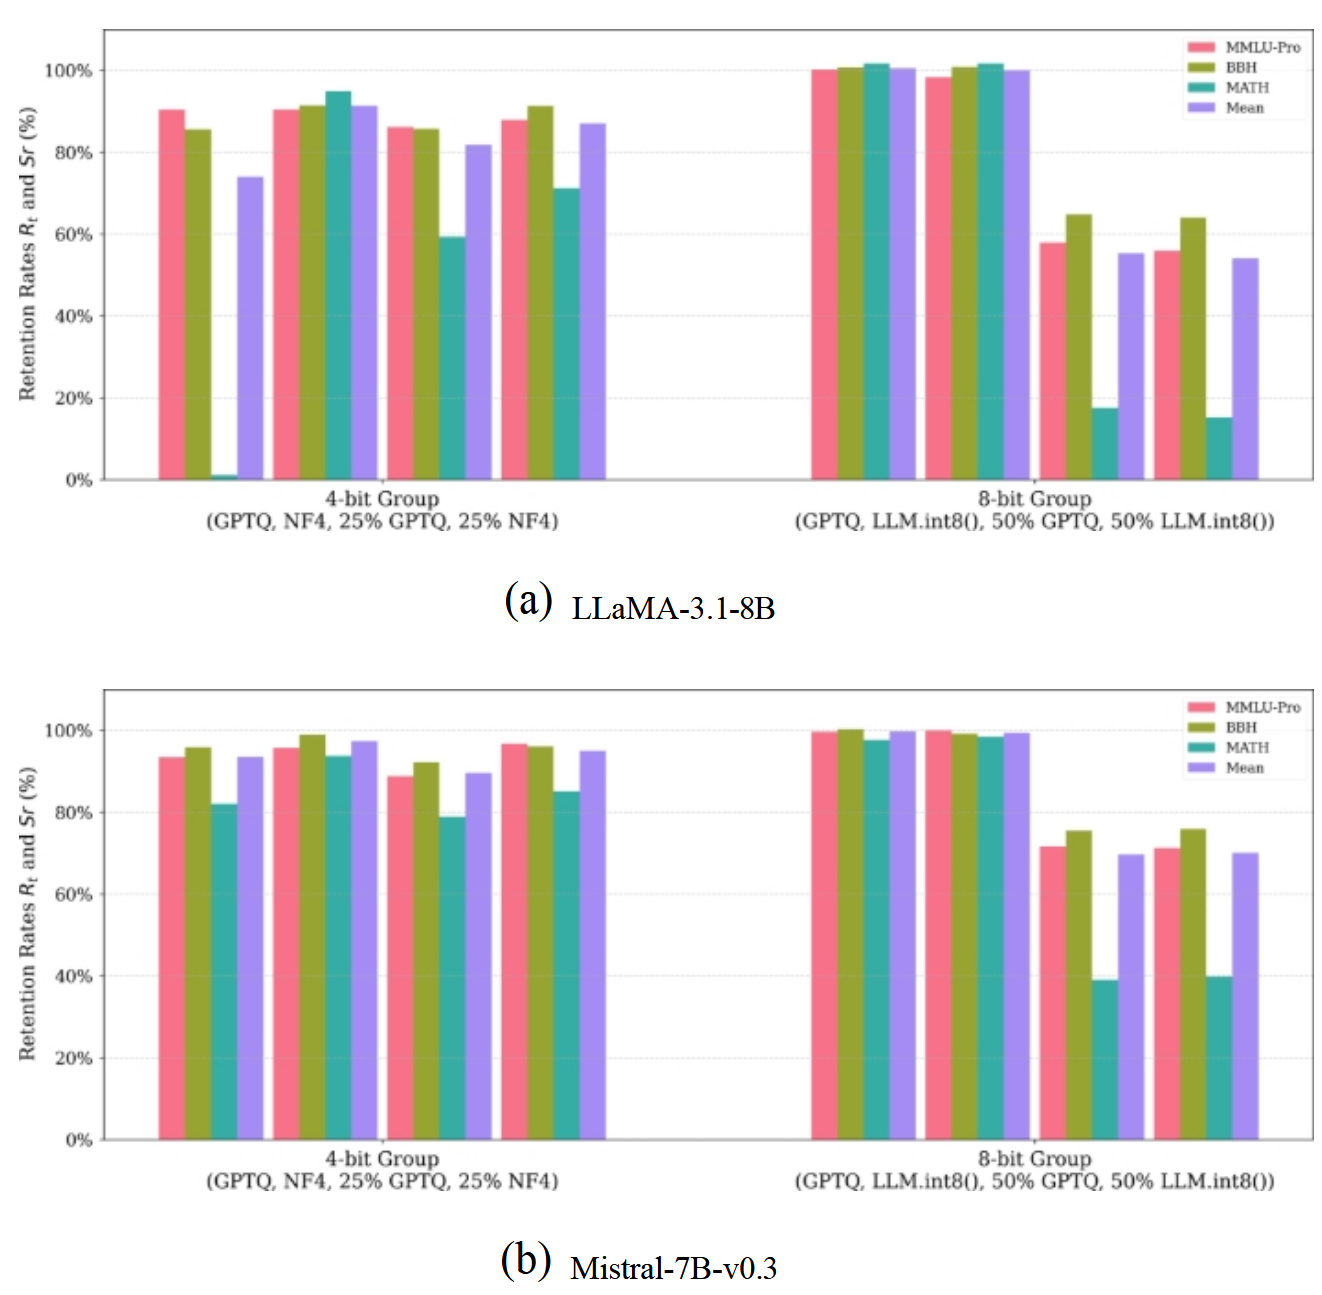 Retention Rates Rt and Sr (%)
100%
80%
60%
40%
20%
0%
MMLU-Pro
BBH
MATH
Mean
4-bit Group
(GPTQ, NF4, 25% GPTQ, 25% NF4)
8-bit Group
(GPTQ, LLM.int8(), 50% GPTQ, 50% LLM.int8())
(a) LLaMA-3.1-8B
Retention Rates Rt and Sr (%)
100%
80%
60%
40%
20%
0%
MMLU-Pro
BBH
MATH
Mean
4-bit Group
(GPTQ, NF4, 25% GPTQ, 25% NF4)
8-bit Group
(GPTQ, LLM.int8(), 50% GPTQ, 50% LLM.int8())
(b) Mistral-7B-v0.3